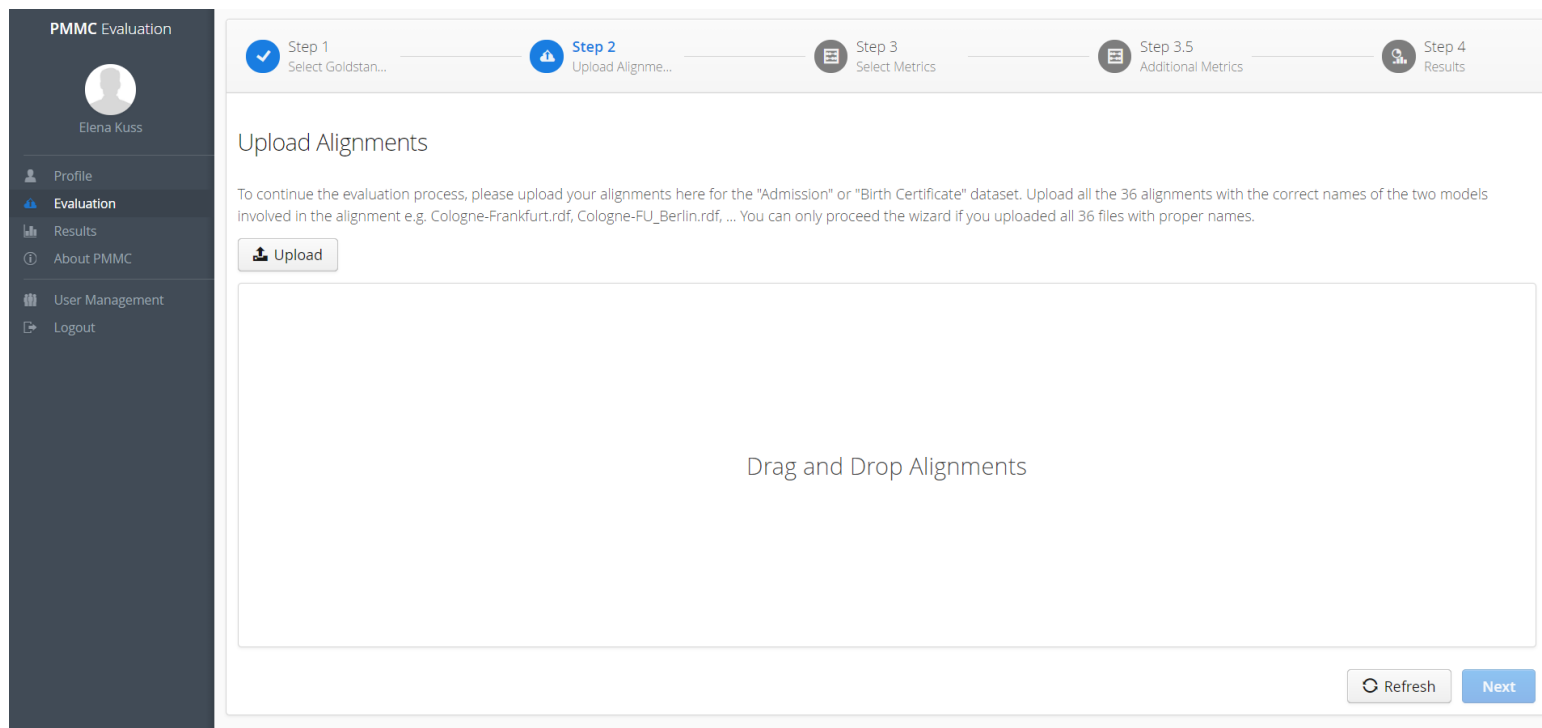 PMMC Evaluation
Elena Kuss
Profile
Evaluation
Results
About PMMC
User Management
Logout
Step 1
Select Goldstan...
Step 2
Upload Alignme...
Step 3
Select Metrics
Step 3.5
Additional Metrics
Step 4
Results
Upload Alignments
To continue the evaluation process, please upload your alignments here for the "Admission" or "Birth Certificate" dataset. Upload all the 36 alignments with the correct names of the two models
involved in the alignment e.g. Cologne-Frankfurt.rdf, Cologne-FU_Berlin.rdf, ... You can only proceed the wizard if you uploaded all 36 files with proper names.
Upload
Drag and Drop Alignments
Refresh
Next